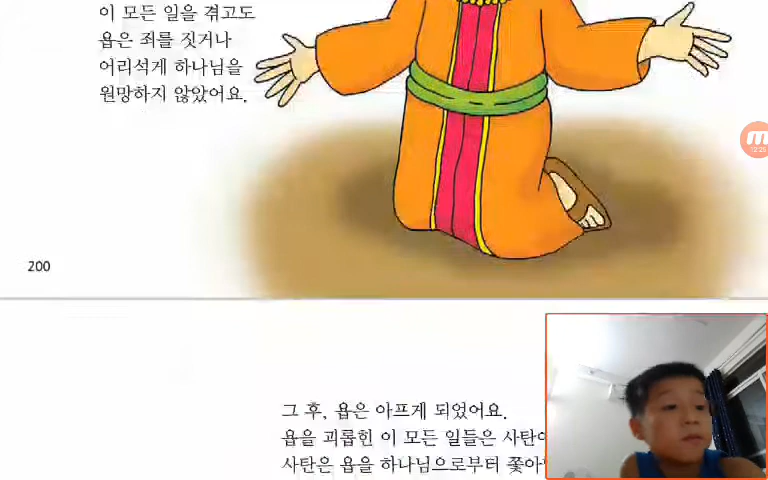 이 모든 일을 겪고도
욥은 죄를 짓거나
어리석게 하나님을
원망하지 않았어요.
12:25
200
그 후, 욥은 아프게 되었어요.
욥을 괴롭힌 이 모든 일들은
사탄은 욥을 하나님으로부터